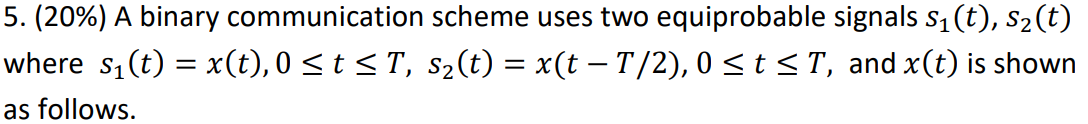 5. (20%) A binary communication scheme uses two equiprobable signals s₁(t), s₂(t)
where s₁(t) = x(t), 0 ≤ t ≤ T, s₂(t) = x(t − T/2), 0 ≤ t ≤ T, and x(t) is shown
as follows.